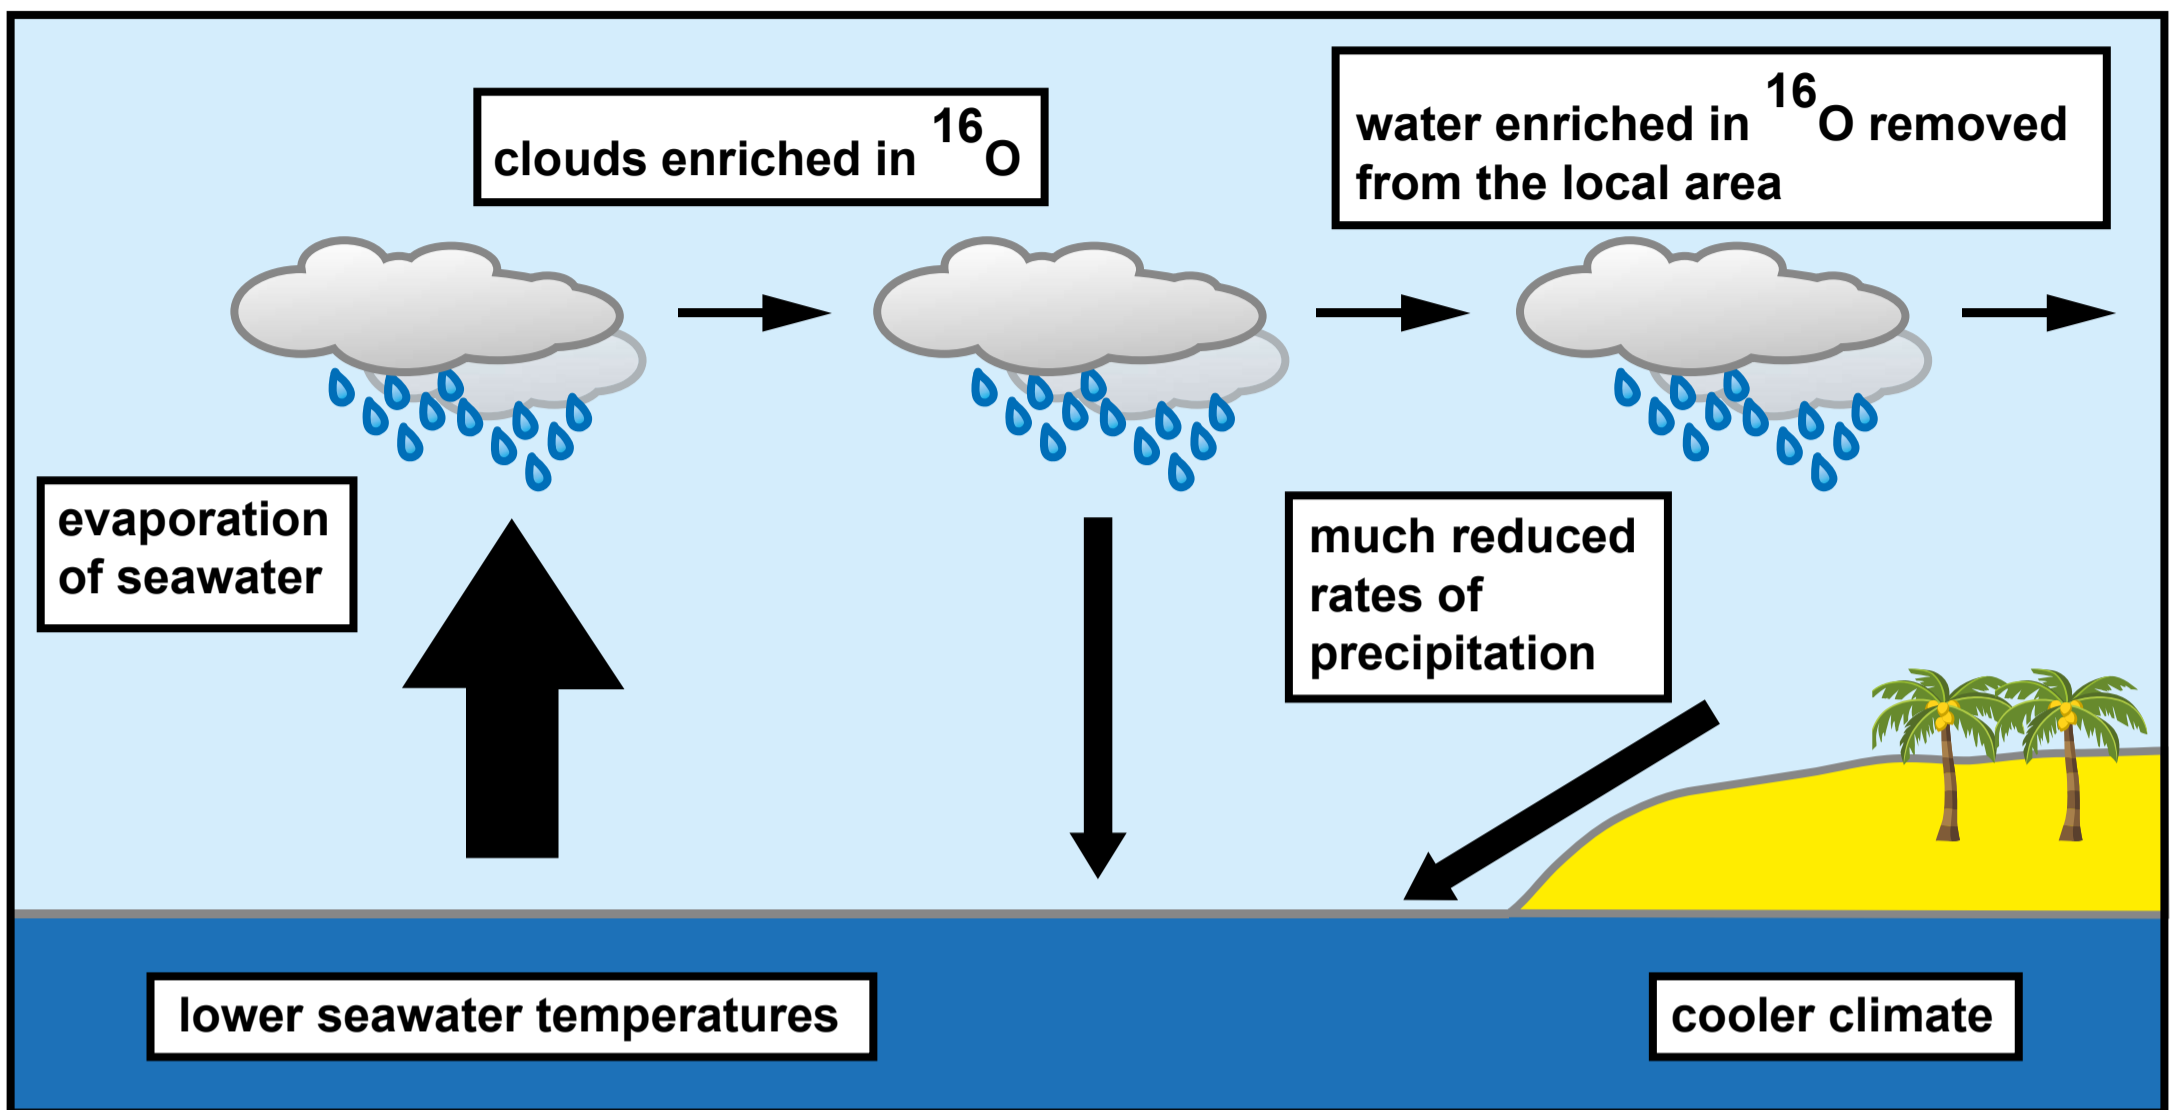 clouds enriched in ¹⁶O
water enriched in ¹⁶O removed
from the local area
evaporation
of seawater
much reduced
rates of
precipitation
lower seawater temperatures
cooler climate